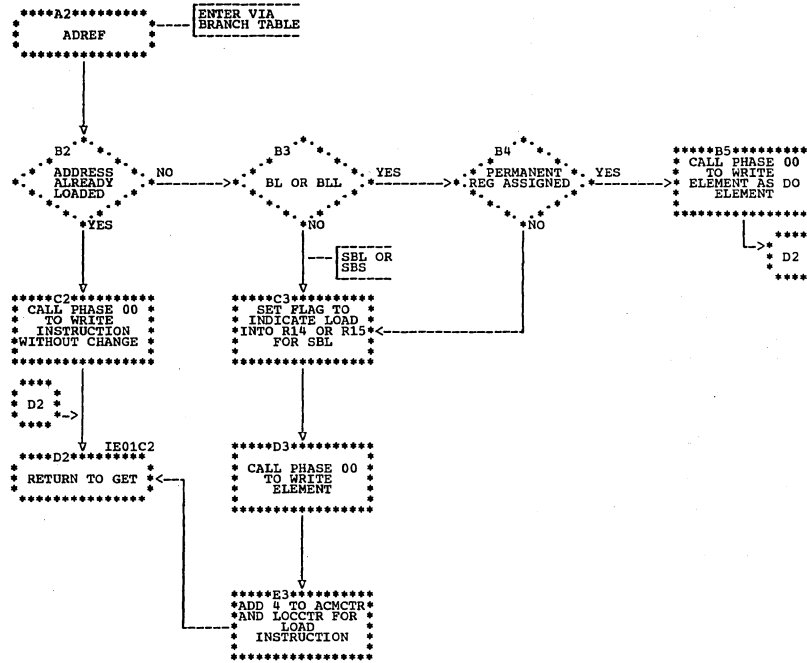 A2
ADREF
ENTER VIA
BRANCH TABLE
B2
ADDRESS
ALREADY
LOADED
NO
YES
B3
BL OR BLL
YES
NO
B4
PERMANENT
REG ASSIGNED
YES
NO
B5
CALL PHASE 00
TO WRITE
ELEMENT AS DO
ELEMENT
D2
SBL OR
SBS
C2
CALL PHASE 00
TO WRITE
INSTRUCTION
WITHOUT CHANGE
C3
SET FLAG TO
INDICATE LOAD
INTO R14 OR R15
FOR SBL
D2
IE01C2
D2
RETURN TO GET
D3
CALL PHASE 00
TO WRITE
ELEMENT
E3
ADD 4 TO ACMCTR
AND LOCCTR FOR
LOAD
INSTRUCTION